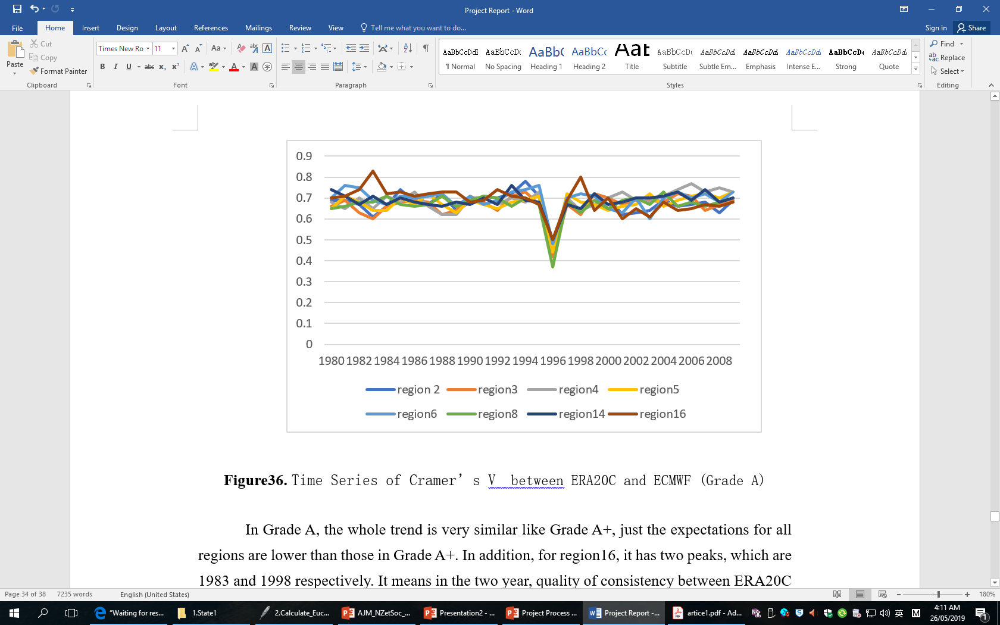 Project Report - Word
File Home Insert Design Layout References Mailings Review View Tell me what you want to do... Sign in Share
Paste
Cut
Copy
Format Painter
Clipboard
Times New Ro 11
Font
Paragraph
AaBbCcDdI AaBbCcDc AaBb( AaBbCc Aat AaBbCcDc AaBbCcDd AaBbCcDd AaBbCcDd AaBbCcDc AaBbCcDd
¶ Normal No Spacing Heading 1 Heading 2 Title Subtitle Subtle Em... Emphasis Intense E... Strong Quote
Styles
Find
Replace
Select
Editing
0.9
0.8
0.7
0.6
0.5
0.4
0.3
0.2
0.1
0
1980 1982 1984 1986 1988 1990 1992 1994 1996 1998 2000 2002 2004 2006 2008
region 2 region3 region4 region5
region6 region8 region14 region16
Figure36. Time Series of Cramer’s V  between ERA20C and ECMWF (Grade A)
In Grade A, the whole trend is very similar like Grade A+, just the expectations for all
regions are lower than those in Grade A+. In addition, for region16, it has two peaks, which are
1983 and 1998 respectively. It means in the two year, quality of consistency between ERA20C
Page 34 of 38 7235 words English (United States) 180%
“Waiting for res... 1.State1 2.Calculate_Euc... AJM_NZetSoc_... Presentation2 - ... Project Process ... Project Report -... artice1.pdf - Ad... 英 M
4:11 AM
26/05/2019
1